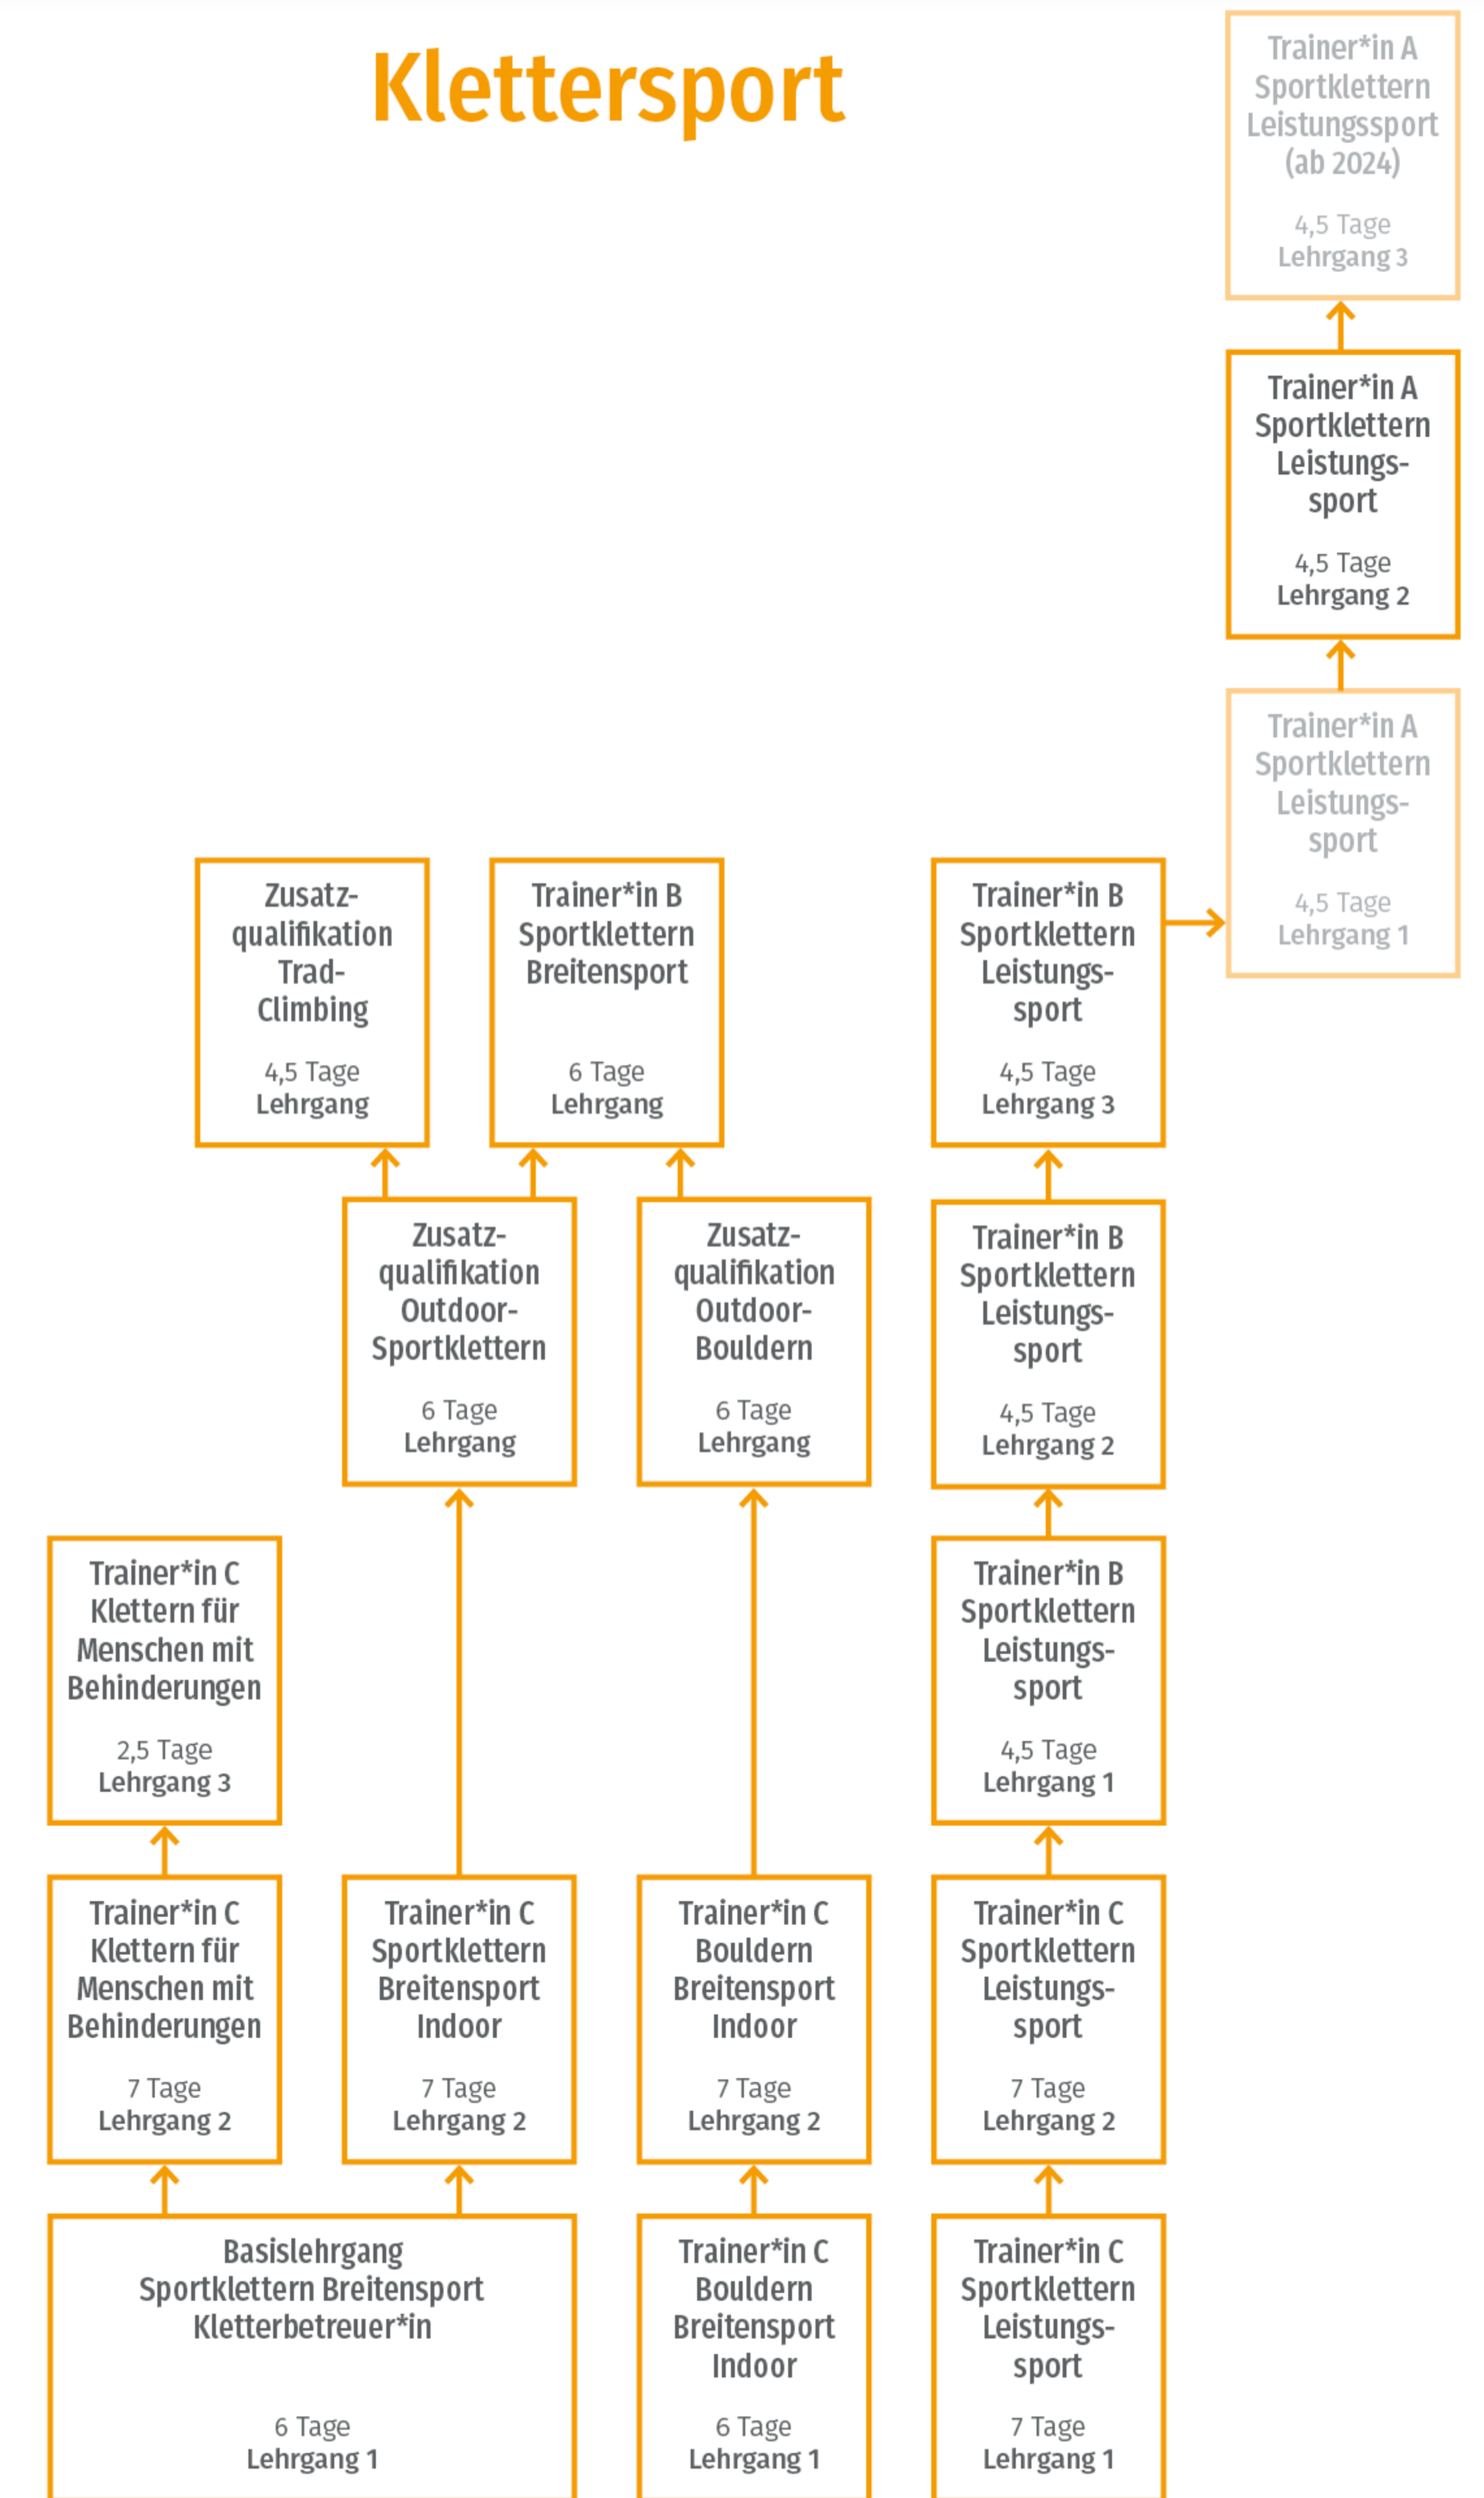 Klettersport
Trainer*in A
Sportklettern
Leistungssport
(ab 2024)
4,5 Tage
Lehrgang 3
Trainer*in A
Sportklettern
Leistungs-
sport
4,5 Tage
Lehrgang 2
Trainer*in A
Sportklettern
Leistungs-
sport
4,5 Tage
Lehrgang 1
Zusatz-
qualifikation
Trad-
Climbing
4,5 Tage
Lehrgang
Trainer*in B
Sportklettern
Breitensport
6 Tage
Lehrgang
Trainer*in B
Sportklettern
Leistungs-
sport
4,5 Tage
Lehrgang 3
Zusatz-
qualifikation
Outdoor-
Sportklettern
6 Tage
Lehrgang
Zusatz-
qualifikation
Outdoor-
Bouldern
6 Tage
Lehrgang
Trainer*in B
Sportklettern
Leistungs-
sport
4,5 Tage
Lehrgang 2
Trainer*in C
Klettern für
Menschen mit
Behinderungen
2,5 Tage
Lehrgang 3
Trainer*in B
Sportklettern
Leistungs-
sport
4,5 Tage
Lehrgang 1
Trainer*in C
Klettern für
Menschen mit
Behinderungen
7 Tage
Lehrgang 2
Trainer*in C
Sportklettern
Breitensport
Indoor
7 Tage
Lehrgang 2
Trainer*in C
Bouldern
Breitensport
Indoor
7 Tage
Lehrgang 2
Trainer*in C
Sportklettern
Leistungs-
sport
7 Tage
Lehrgang 2
Basislehrgang
Sportklettern Breitensport
Kletterbetreuer*in
6 Tage
Lehrgang 1
Trainer*in C
Bouldern
Breitensport
Indoor
6 Tage
Lehrgang 1
Trainer*in C
Sportklettern
Leistungs-
sport
7 Tage
Lehrgang 1